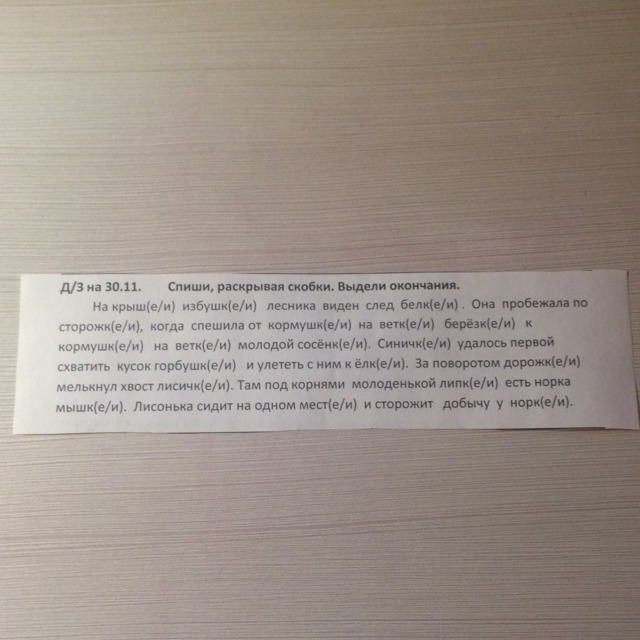 Д/З на 30.11. Спиши, раскрывая скобки. Выдели окончания.
На крыш(е/и) избушк(е/и) лесника виден след белк(е/и) . Она пробежала по
сторожк(е/и), когда спешила от кормушк(е/и) на ветк(е/и) берёзк(е/и) к
кормушк(е/и) на ветк(е/и) молодой сосёнк(е/и). Синичк(е/и) удалось первой
схватить кусок горбушк(е/и) и улететь с ним к ёлк(е/и). За поворотом дорожк(е/и)
мелькнул хвост лисичк(е/и). Там под корнями молоденькой липк(е/и) есть норка
мышк(е/и). Лисонька сидит на одном мест(е/и) и сторожит добычу у норк(е/и).